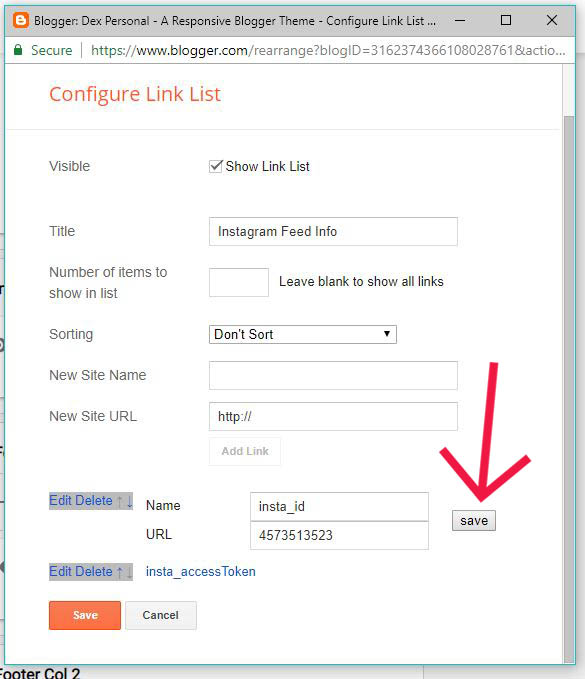 Blogger: Dex Personal - A Responsive Blogger Theme - Configure Link List ...
Secure | https://www.blogger.com/rearrange?blogID=3162374366108028761&actio...
Configure Link List
Visible Show Link List
Title Instagram Feed Info
Number of items to
show in list
Leave blank to show all links
Sorting Don't Sort
New Site Name
New Site URL http://
Add Link
Edit Delete ↑ ↓ Name insta_id
save
URL 4573513523
Edit Delete ↑ ↓ insta_accessToken
Save Cancel
Footer Col 2